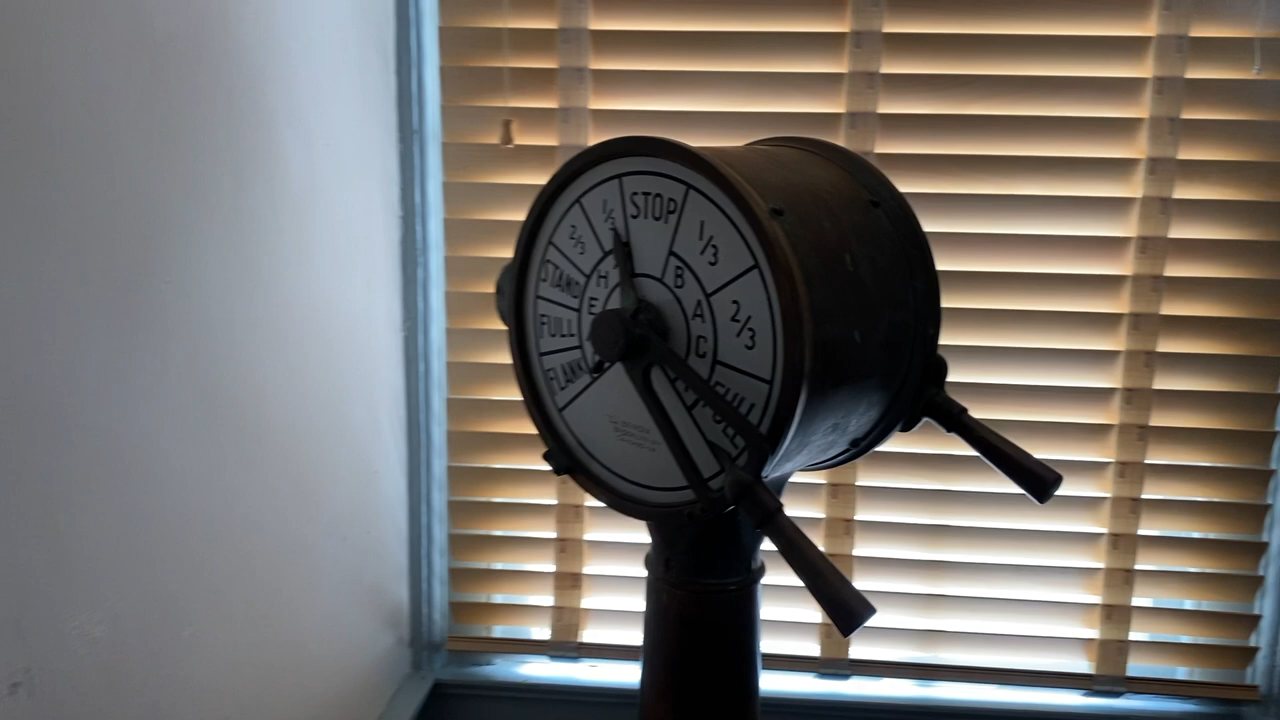 STOP
1/3
2/3
FULL
1/3
2/3
STAND
FULL
FLANK
B
A
C
H
E